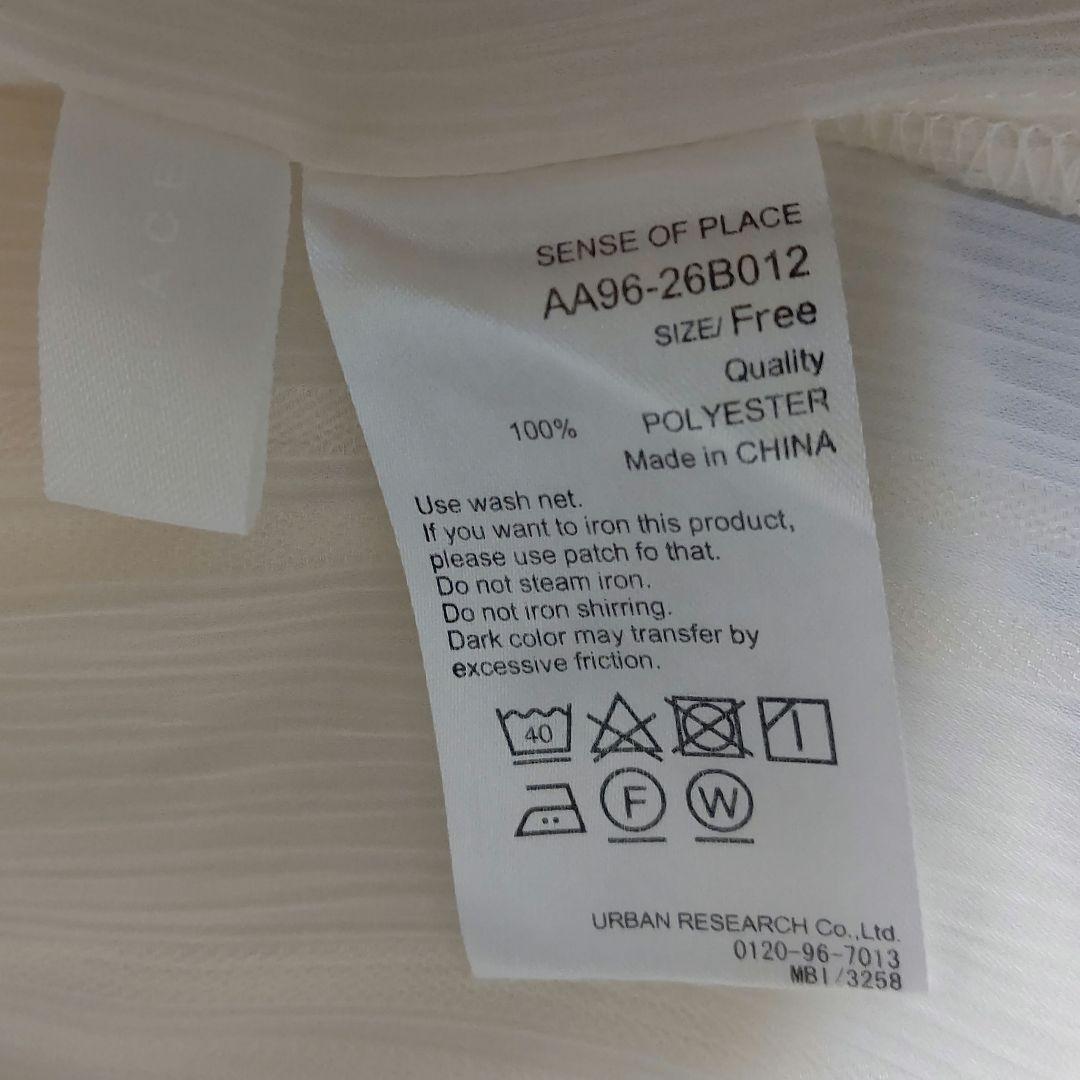 ACE
SENSE OF PLACE
AA96-26B012
SIZE/ Free
Quality
100% POLYESTER
Made in CHINA
Use wash net.
If you want to iron this product,
please use patch fo that.
Do not steam iron.
Do not iron shirring.
Dark color may transfer by
excessive friction.
40
F W
URBAN RESEARCH Co.,Ltd.
0120-96-7013
MBI/3258